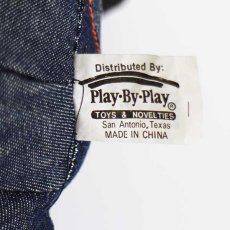 Distributed By:
Play-By-Play®
TOYS & NOVELTIES
San Antonio, Texas
MADE IN CHINA